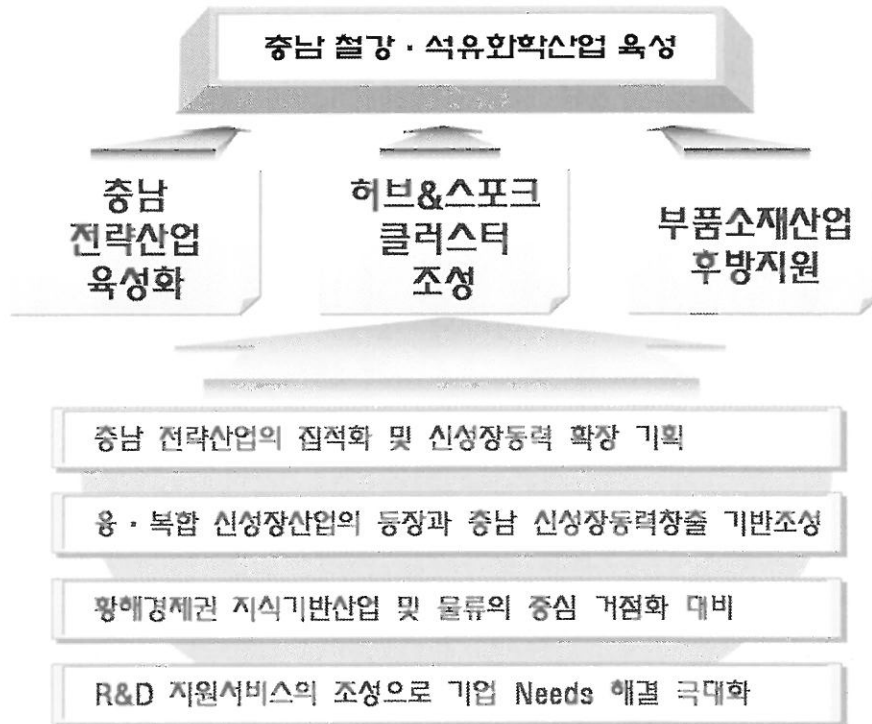 충남 철강·석유화학산업 육성
충남
전략산업
육성화
허브&스포크
클러스터
조성
부품소재산업
후방지원
충남 전략산업의 집적화 및 신성장동력 확장 기획
융·복합 신성장산업의 등장과 충남 신성장동력창출 기반조성
황해경제권 지식기반산업 및 물류의 중심 거점화 대비
R&D 지원서비스의 조성으로 기업 Needs 해결 극대화